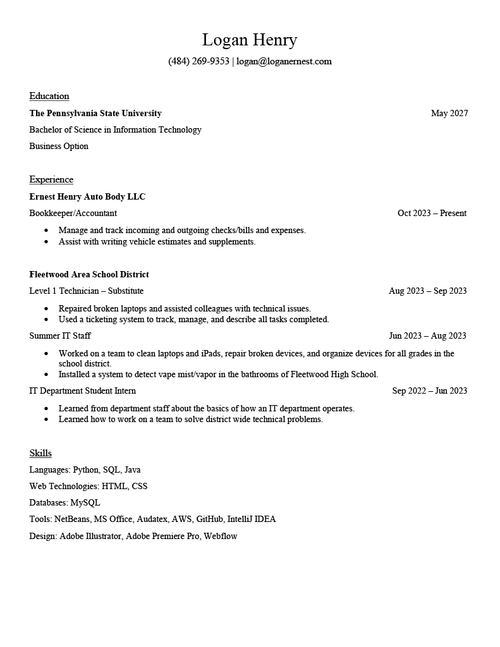 Logan Henry
(484) 269-9353 | logan@loganernest.com
Education
The Pennsylvania State University May 2027
Bachelor of Science in Information Technology
Business Option
Experience
Ernest Henry Auto Body LLC
Bookkeeper/Accountant Oct 2023 – Present
• Manage and track incoming and outgoing checks/bills and expenses.
• Assist with writing vehicle estimates and supplements.
Fleetwood Area School District
Level 1 Technician – Substitute Aug 2023 – Sep 2023
• Repaired broken laptops and assisted colleagues with technical issues.
• Used a ticketing system to track, manage, and describe all tasks completed.
Summer IT Staff Jun 2023 – Aug 2023
• Worked on a team to clean laptops and iPads, repair broken devices, and organize devices for all grades in the
school district.
• Installed a system to detect vape mist/vapor in the bathrooms of Fleetwood High School.
IT Department Student Intern Sep 2022 – Jun 2023
• Learned from department staff about the basics of how an IT department operates.
• Learned how to work on a team to solve district wide technical problems.
Skills
Languages: Python, SQL, Java
Web Technologies: HTML, CSS
Databases: MySQL
Tools: NetBeans, MS Office, Audatex, AWS, GitHub, IntelliJ IDEA
Design: Adobe Illustrator, Adobe Premiere Pro, Webflow